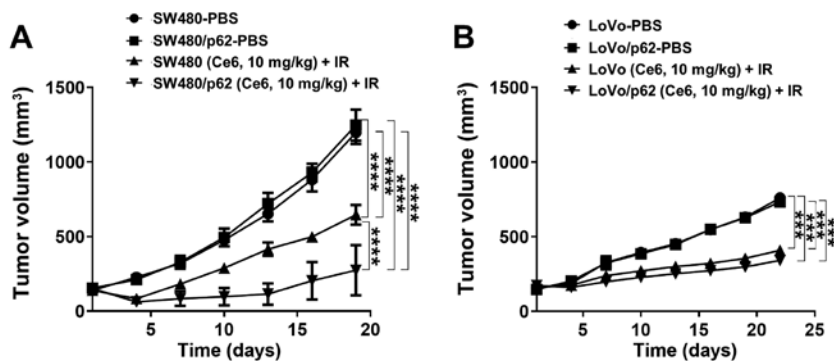 A
SW480-PBS
SW480/p62-PBS
SW480 (Ce6, 10 mg/kg) + IR
SW480/p62 (Ce6, 10 mg/kg) + IR
Tumor volume (mm³)
1500
1000
500
0
5
10
15
20
Time (days)
****
****
****
****
****
B
LoVo-PBS
LoVo/p62-PBS
LoVo (Ce6, 10 mg/kg) + IR
LoVo/p62 (Ce6, 10 mg/kg) + IR
Tumor volume (mm³)
1500
1000
500
0
5
10
15
20
25
Time (days)
***
***
***
***